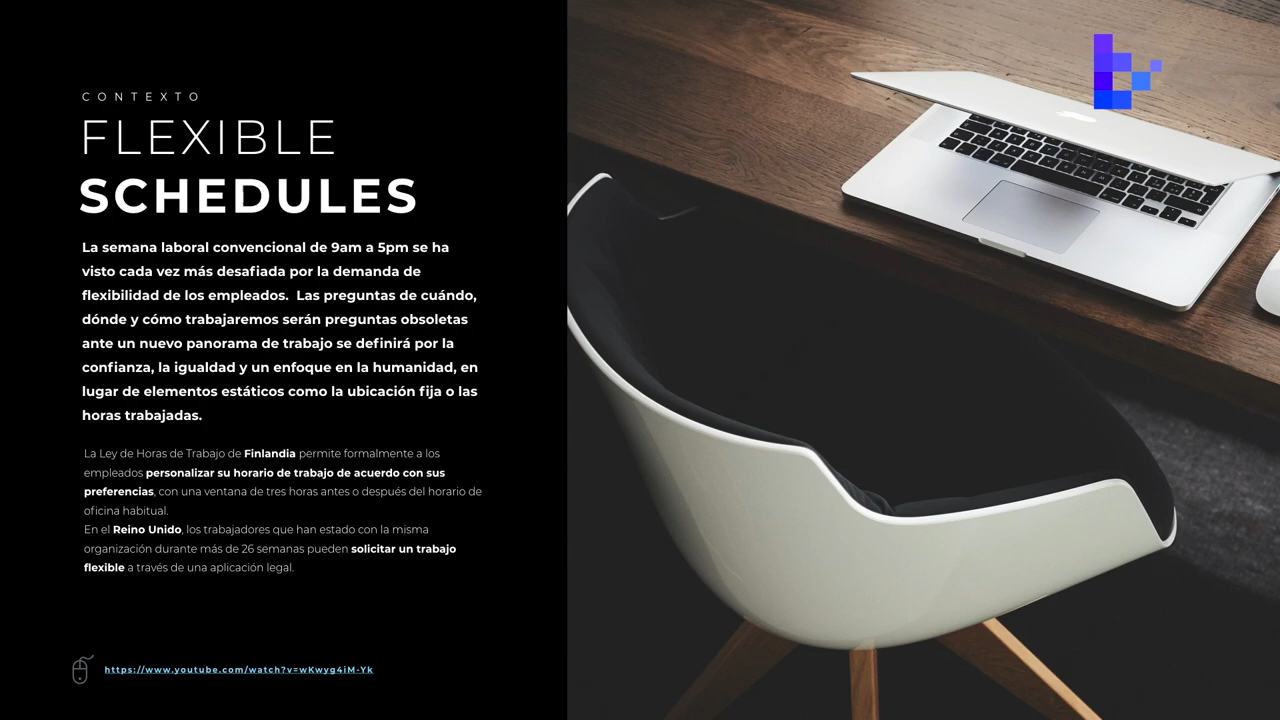 CONTEXTO
FLEXIBLE
SCHEDULES
La semana laboral convencional de 9am a 5pm se ha
visto cada vez más desafiada por la demanda de
flexibilidad de los empleados.  Las preguntas de cuándo,
dónde y cómo trabajaremos serán preguntas obsoletas
ante un nuevo panorama de trabajo se definirá por la
confianza, la igualdad y un enfoque en la humanidad, en
lugar de elementos estáticos como la ubicación fija o las
horas trabajadas.
La Ley de Horas de Trabajo de Finlandia permite formalmente a los
empleados personalizar su horario de trabajo de acuerdo con sus
preferencias, con una ventana de tres horas antes o después del horario de
oficina habitual.
En el Reino Unido, los trabajadores que han estado con la misma
organización durante más de 26 semanas pueden solicitar un trabajo
flexible a través de una aplicación legal.
https://www.youtube.com/watch?v=wKwyg4iM-Yk